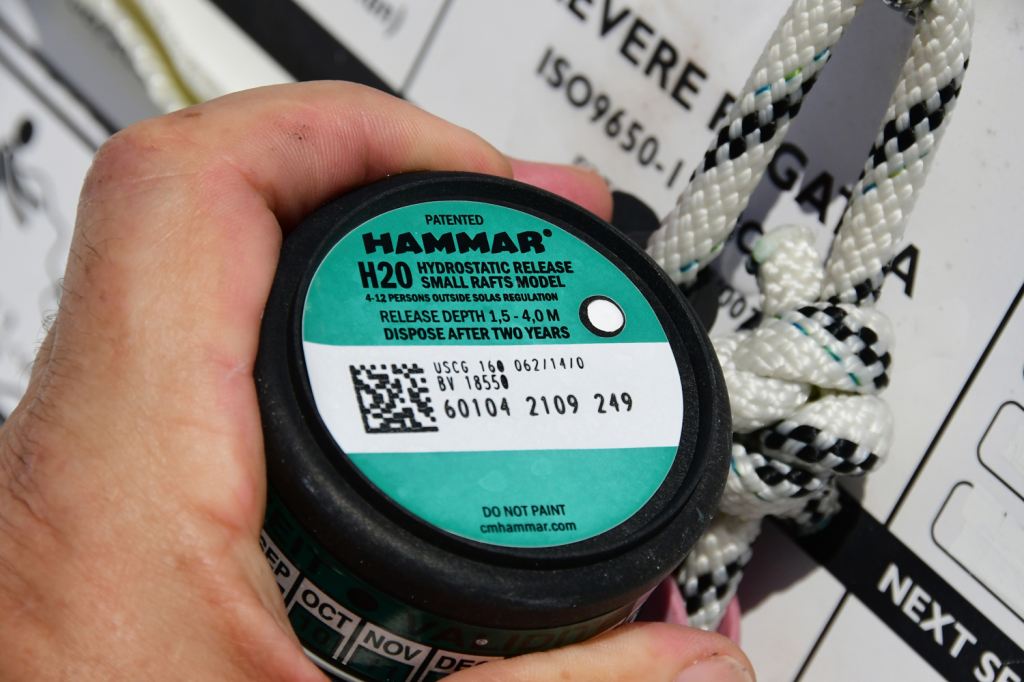 PATENTED
HAMMAR
H20 HYDROSTATIC RELEASE
SMALL RAFTS MODEL
4-12 PERSONS OUTSIDE SOLAS REGULATION
RELEASE DEPTH 1,5 - 4,0 M
DISPOSE AFTER TWO YEARS
USCG 160 062/14/0
BV 18550
60104 2109 249
DO NOT PAINT
cmhammar.com
SEP OCT NOV
ISO9650-1
NEXT